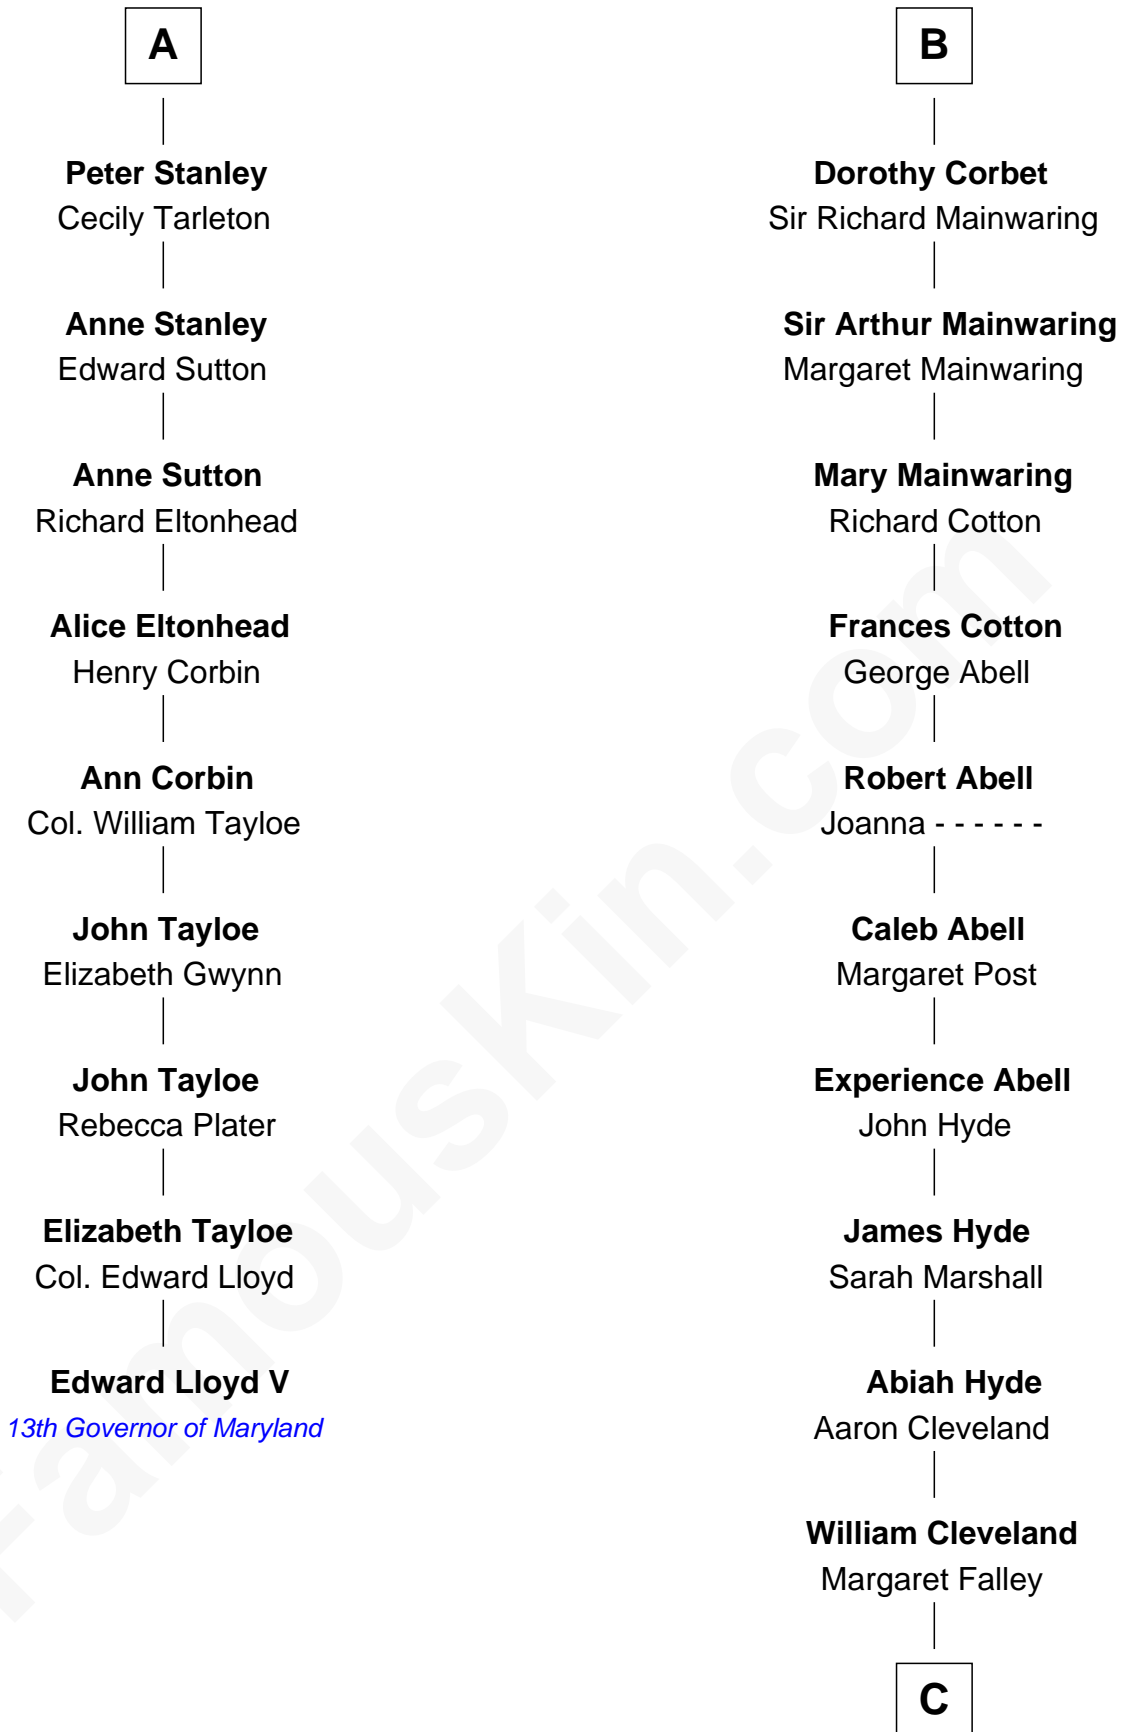 A
Peter Stanley
Cecily Tarleton
Anne Stanley
Edward Sutton
Anne Sutton
Richard Eltonhead
Alice Eltonhead
Henry Corbin
Ann Corbin
Col. William Tayloe
John Tayloe
Elizabeth Gwynn
John Tayloe
Rebecca Plater
Elizabeth Tayloe
Col. Edward Lloyd
Edward Lloyd V
13th Governor of Maryland
B
Dorothy Corbet
Sir Richard Mainwaring
Sir Arthur Mainwaring
Margaret Mainwaring
Mary Mainwaring
Richard Cotton
Frances Cotton
George Abell
Robert Abell
Joanna - - - - - -
Caleb Abell
Margaret Post
Experience Abell
John Hyde
James Hyde
Sarah Marshall
Abiah Hyde
Aaron Cleveland
William Cleveland
Margaret Falley
C
FamousKin.com